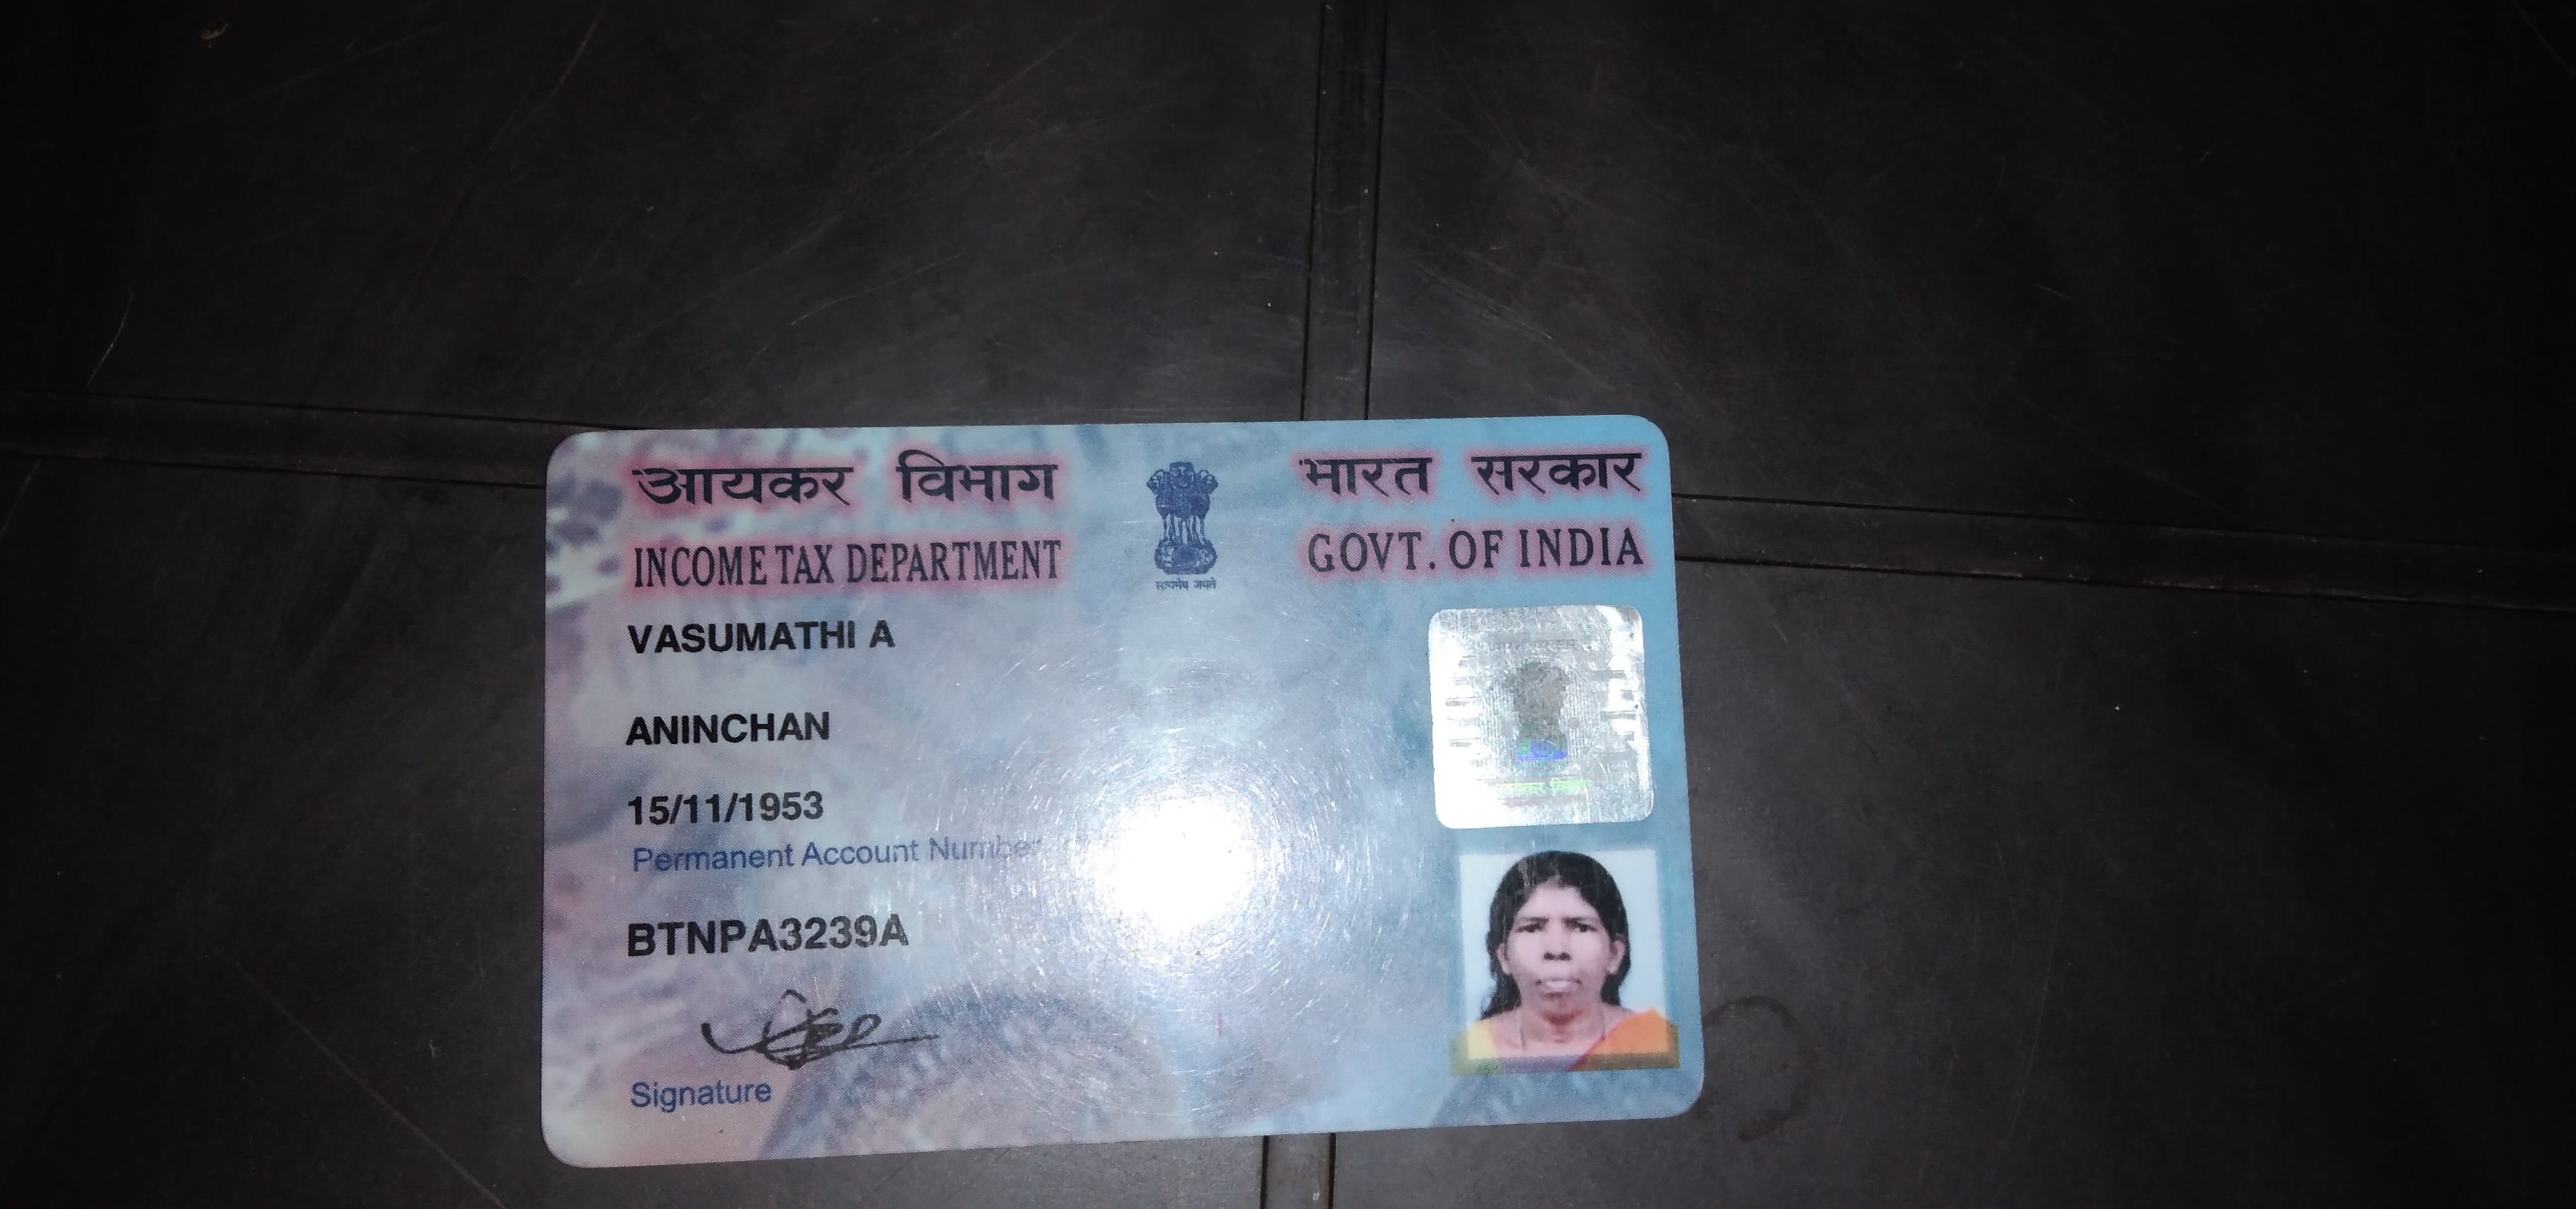 आयकर विभाग
INCOME TAX DEPARTMENT
सत्यमेव जयते
भारत सरकार
GOVT. OF INDIA
VASUMATHI A
ANINCHAN
15/11/1953
Permanent Account Number
BTNPA3239A
Signature